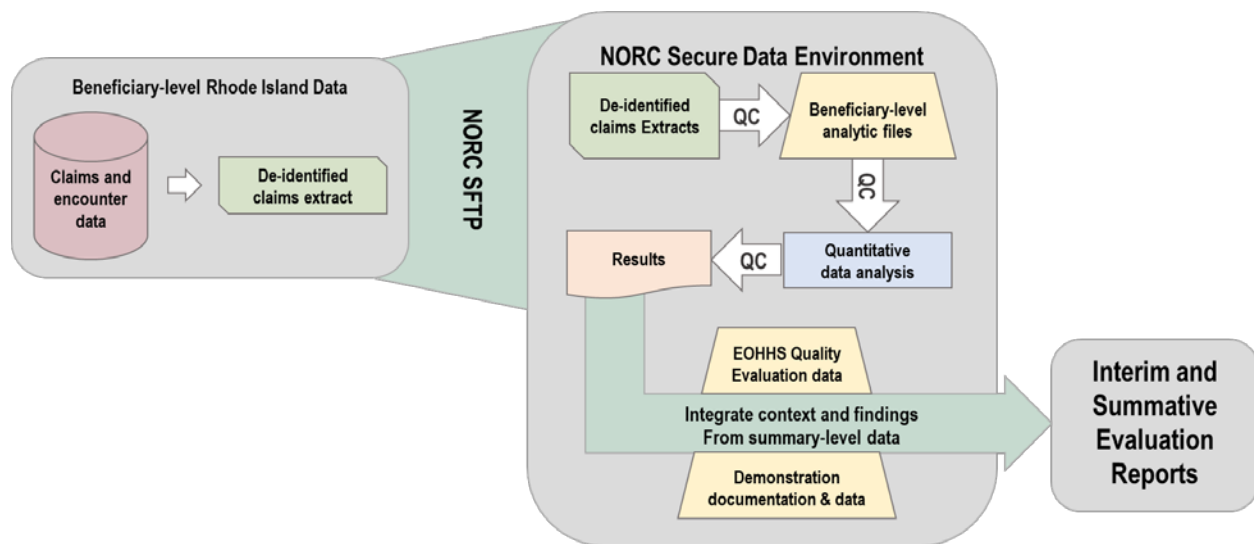 Beneficiary-level Rhode Island Data
Claims and
encounter
data
De-identified
claims extract
NORC SFTP
NORC Secure Data Environment
De-identified
claims Extracts
QC
Beneficiary-level
analytic files
QC
Quantitative
data analysis
QC
Results
EOHHS Quality
Evaluation data
Integrate context and findings
From summary-level data
Demonstration
documentation & data
Interim and
Summative
Evaluation
Reports